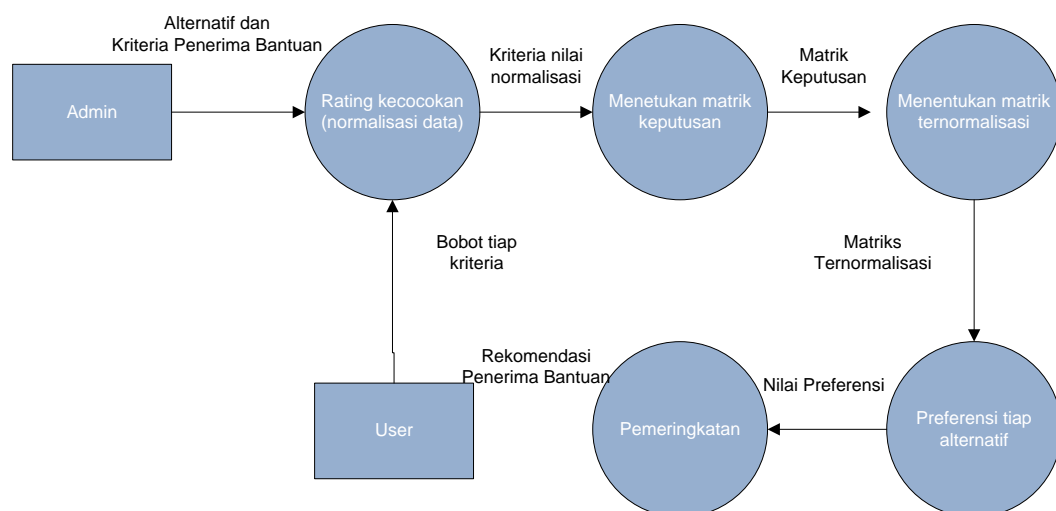 Alternatif dan
Kriteria Penerima Bantuan
Admin
Rating kecocokan
(normalisasi data)
Kriteria nilai
normalisasi
Menetukan matrik
keputusan
Matrik
Keputusan
Menentukan matrik
ternormalisasi
Bobot tiap
kriteria
Matriks
Ternormalisasi
User
Rekomendasi
Penerima Bantuan
Pemeringkatan
Nilai Preferensi
Preferensi tiap
alternatif